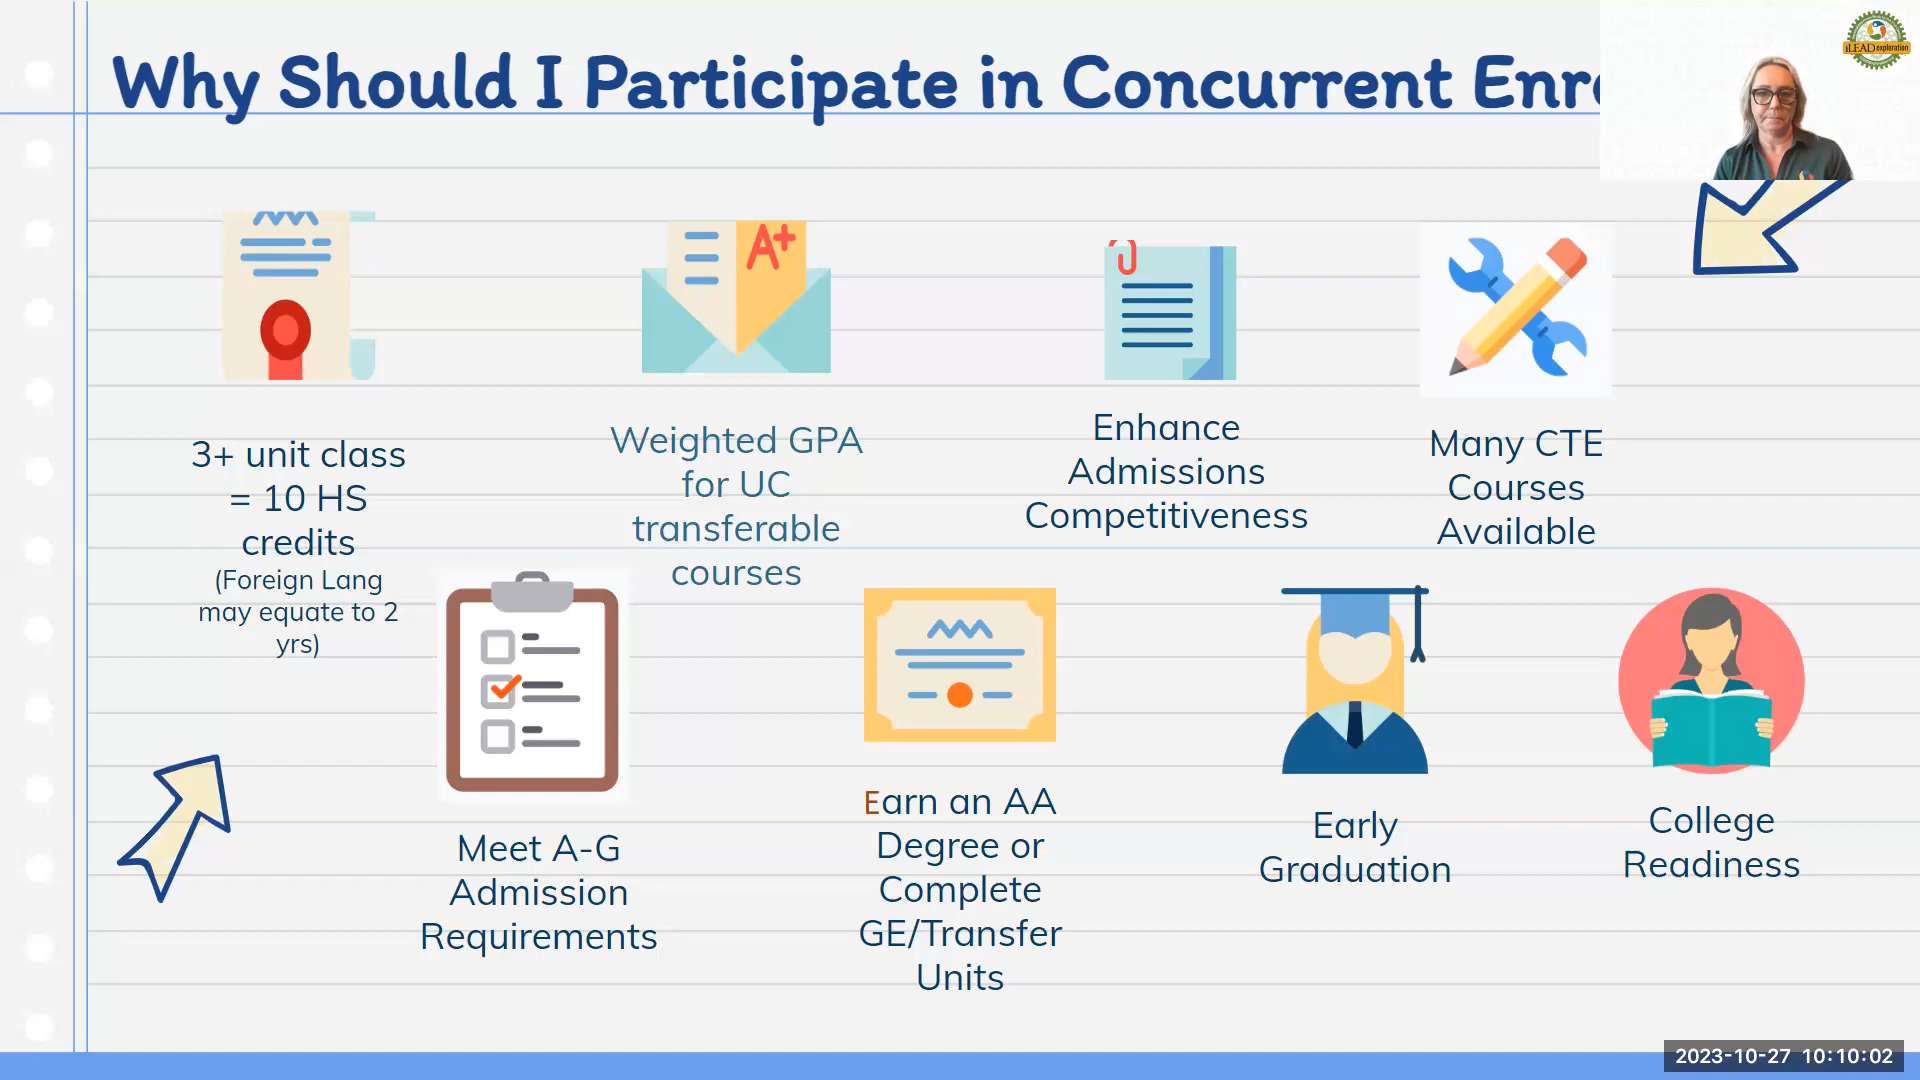 Why Should I Participate in Concurrent
iLEAD exploration
A+
3+ unit class
= 10 HS
credits
(Foreign Lang
may equate to 2
yrs)
Weighted GPA
for UC
transferable
courses
Enhance
Admissions
Competitiveness
Many CTE
Courses
Available
Meet A-G
Admission
Requirements
Earn an AA
Degree or
Complete
GE/Transfer
Units
Early
Graduation
College
Readiness
2023-10-27 10:10:02